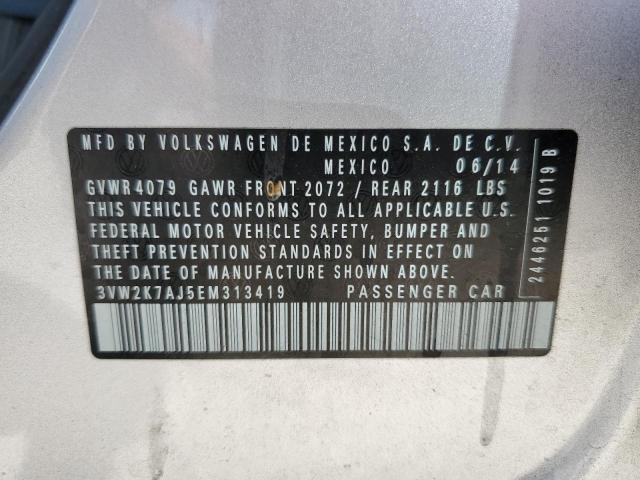 MFD BY VOLKSWAGEN DE MEXICO S.A. DE C.V.
MEXICO 06/14
GVWR 4079 GAWR FRONT 2072 / REAR 2116 LBS
THIS VEHICLE CONFORMS TO ALL APPLICABLE U.S.
FEDERAL MOTOR VEHICLE SAFETY, BUMPER AND
THEFT PREVENTION STANDARDS IN EFFECT ON
THE DATE OF MANUFACTURE SHOWN ABOVE.
3VW2K7AJ5EM313419 PASSENGER CAR
2446251 1019 B